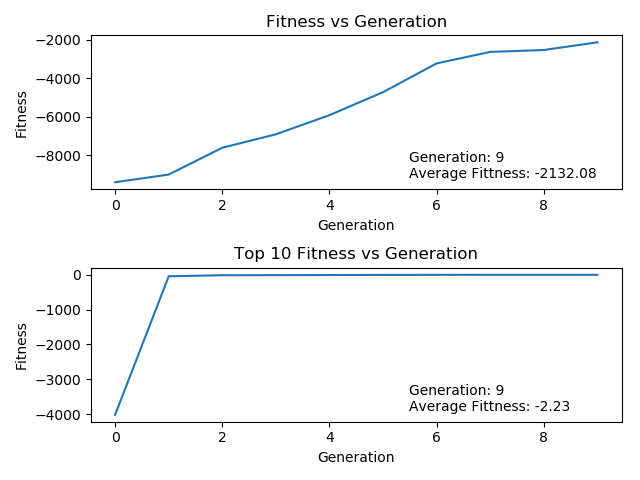 Fitness vs Generation
−2000
−4000
−6000
−8000
Fitness
Generation: 9
Average Fittness: -2132.08
0 2 4 6 8
Generation
Top 10 Fitness vs Generation
0
−1000
−2000
−3000
−4000
Fitness
Generation: 9
Average Fittness: -2.23
0 2 4 6 8
Generation